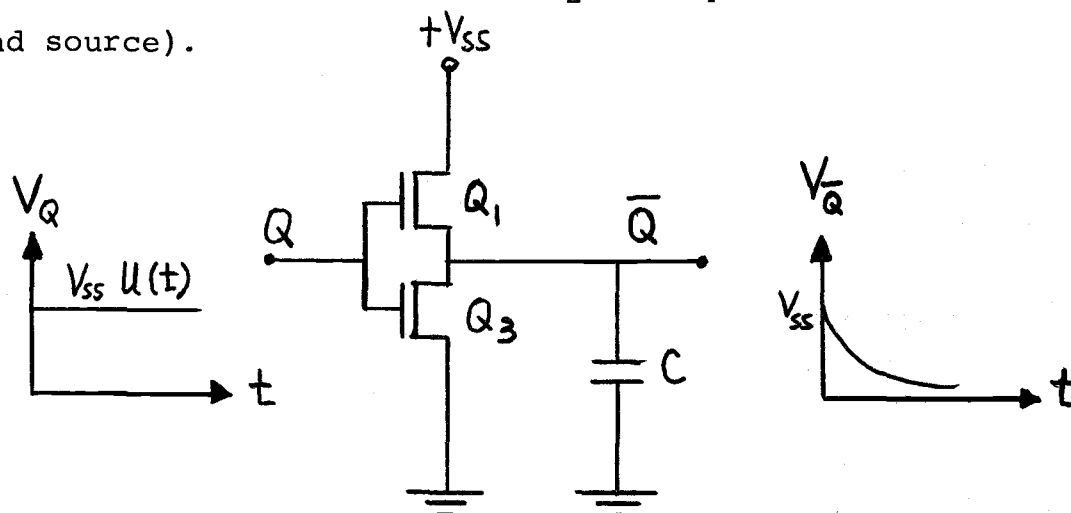 nd source).
+Vss
VQ
Vss U(t)
t
Q
Q1
Q3
Q̅
C
VQ̅
Vss
t